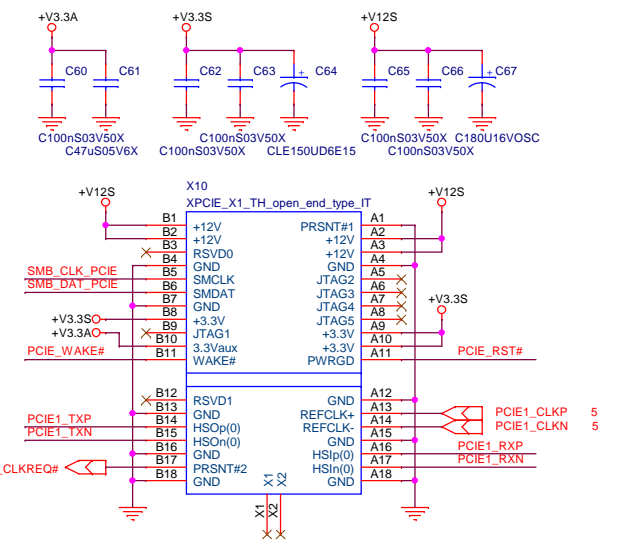 +V3.3A +V3.3S +V12S
C60 C61 C62 C63 + C64 C65 C66 + C67
C100nS03V50X C100nS03V50X C100nS03V50X C180U16VOSC
C47uS05V6X C100nS03V50X CLE150UD6E15 C100nS03V50X
X10
+V12S XPCIE_X1_TH_open_end_type_IT +V12S
B1 +12V PRSNT#1 A1
B2 +12V +12V A2
B3 RSVD0 +12V A3
B4 GND GND A4
SMB_CLK_PCIE B5 SMCLK JTAG2 A5
SMB_DAT_PCIE B6 SMDAT JTAG3 A6
B7 GND JTAG4 A7 +V3.3S
+V3.3S B8 +3.3V JTAG5 A8
+V3.3A B9 JTAG1 +3.3V A9
B10 3.3Vaux +3.3V A10
PCIE_WAKE# B11 WAKE# PWRGD A11 PCIE_RST#
B12 RSVD1 GND A12
B13 GND REFCLK+ A13 PCIE1_CLKP 5
PCIE1_TXP B14 HSOp(0) REFCLK- A14 PCIE1_CLKN 5
PCIE1_TXN B15 HSOn(0) GND A15
B16 GND HSIp(0) A16 PCIE1_RXP
_CLKREQ# B17 PRSNT#2 HSIn(0) A17 PCIE1_RXN
B18 GND GND A18
X1 X2
X1 X2